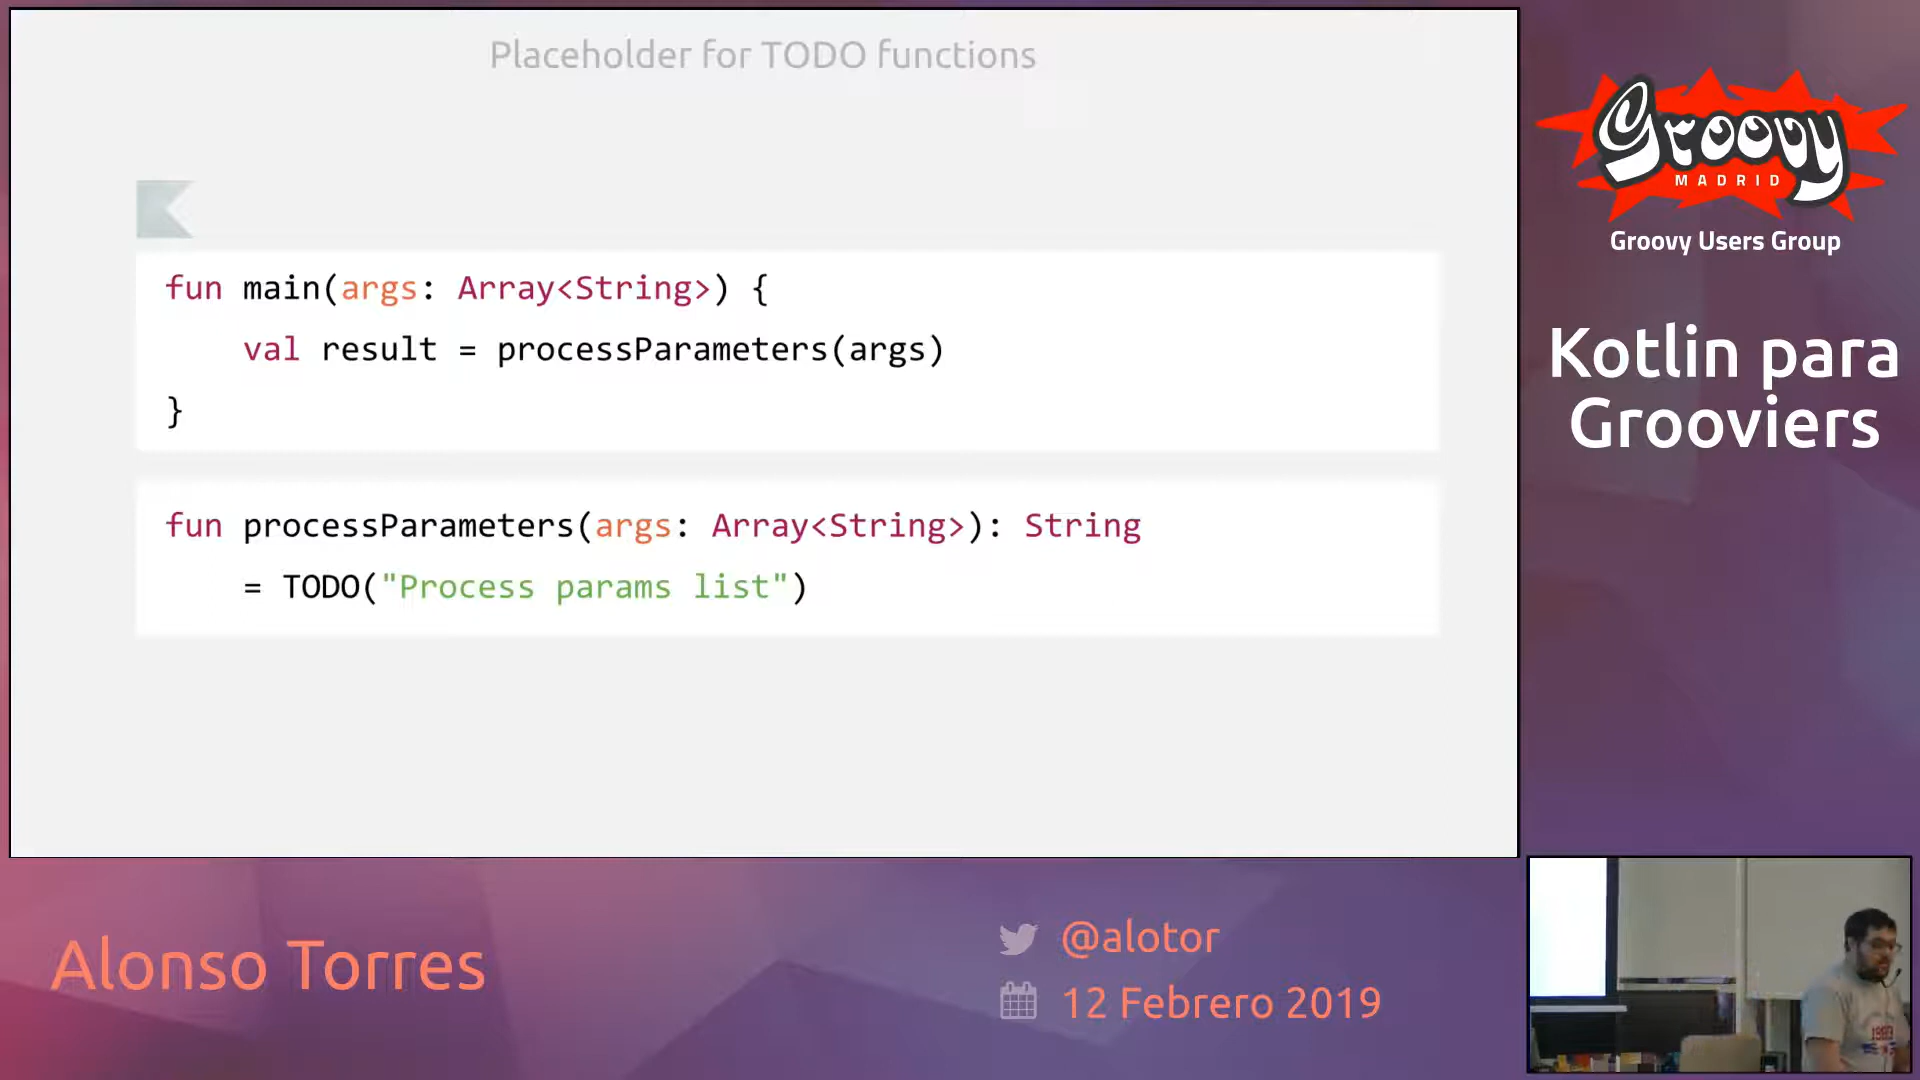 Placeholder for TODO functions
fun main(args: Array<String>) {
    val result = processParameters(args)
}
fun processParameters(args: Array<String>): String
    = TODO("Process params list")
Groovy
MADRID
Groovy Users Group
Kotlin para
Grooviers
Alonso Torres
@alotor
12 Febrero 2019